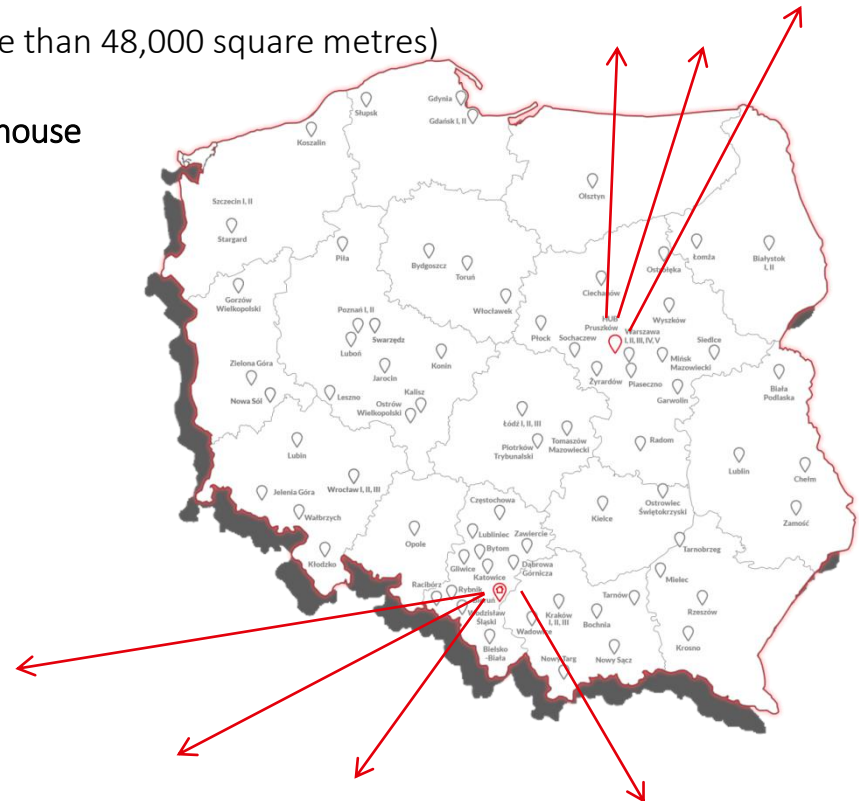 e than 48,000 square metres)
house
Słupsk
Gdynia
Gdańsk I, II
Koszalin
Olsztyn
Szczecin I, II
Stargard
Piła
Bydgoszcz
Toruń
Łomża
Białystok
I, II
Ostrołęka
Ciechanów
Gorzów
Wielkopolski
Włocławek
Wyszków
Poznań I, II
Swarzędz
Luboń
Płock
Sochaczew
HUB
Pruszków
Warszawa
I, II, III, IV, V
Siedlce
Mińsk
Mazowiecki
Zielona Góra
Nowa Sól
Jarocin
Konin
Żyrardów
Piaseczno
Garwolin
Biała
Podlaska
Leszno
Kalisz
Ostrów
Wielkopolski
Łódź I, II, III
Piotrków
Trybunalski
Tomaszów
Mazowiecki
Radom
Lubin
Lublin
Chełm
Jelenia Góra
Wrocław I, II, III
Wałbrzych
Częstochowa
Kielce
Ostrowiec
Świętokrzyski
Zamość
Kłodzko
Opole
Lubliniec
Zawiercie
Bytom
Gliwice
Katowice
Dąbrowa
Górnicza
Tarnobrzeg
Mielec
Racibórz
Rybnik
Wodzisław
Śląski
Kraków
I, II, III
Tarnów
Bochnia
Rzeszów
Wadowice
Bielsko
-Biała
Nowy Targ
Nowy Sącz
Krosno